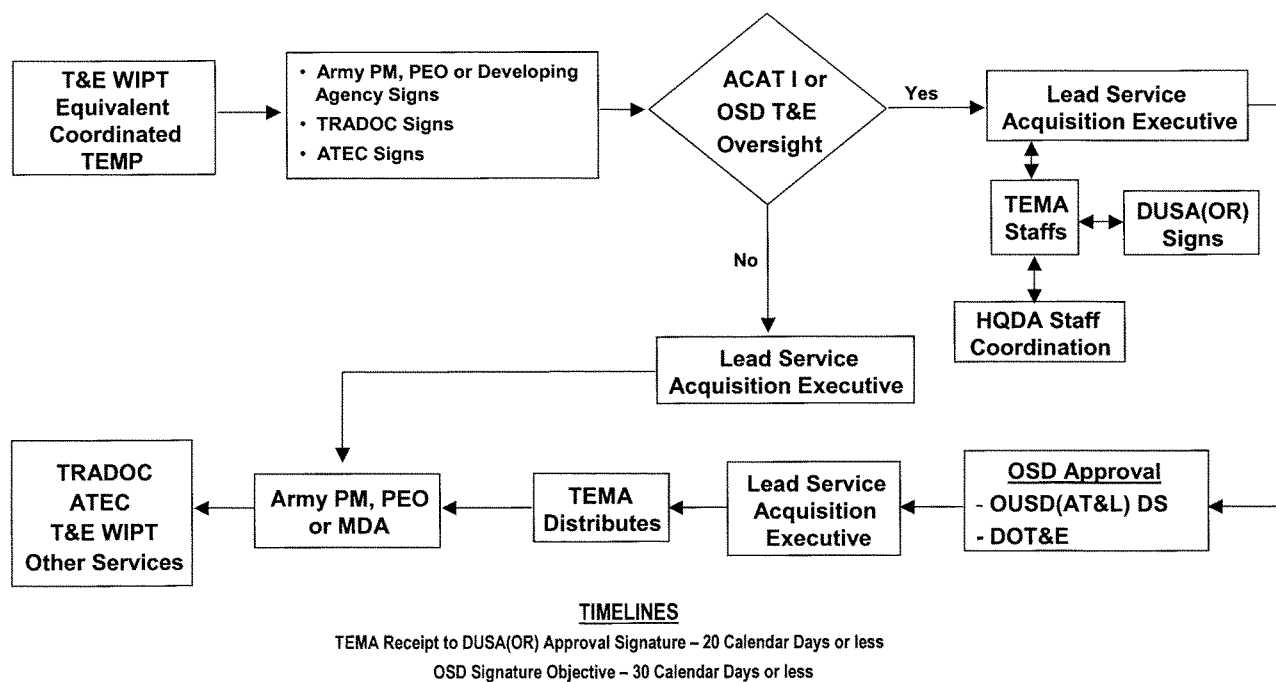 T&E WIPT
Equivalent
Coordinated
TEMP
• Army PM, PEO or Developing
Agency Signs
• TRADOC Signs
• ATEC Signs
ACAT I or
OSD T&E
Oversight
Yes
Lead Service
Acquisition Executive
TEMA
Staffs
DUSA(OR)
Signs
HQDA Staff
Coordination
No
Lead Service
Acquisition Executive
TRADOC
ATEC
T&E WIPT
Other Services
Army PM, PEO
or MDA
TEMA
Distributes
Lead Service
Acquisition
Executive
OSD Approval
- OUSD(AT&L) DS
- DOT&E
TIMELINES
TEMA Receipt to DUSA(OR) Approval Signature – 20 Calendar Days or less
OSD Signature Objective – 30 Calendar Days or less